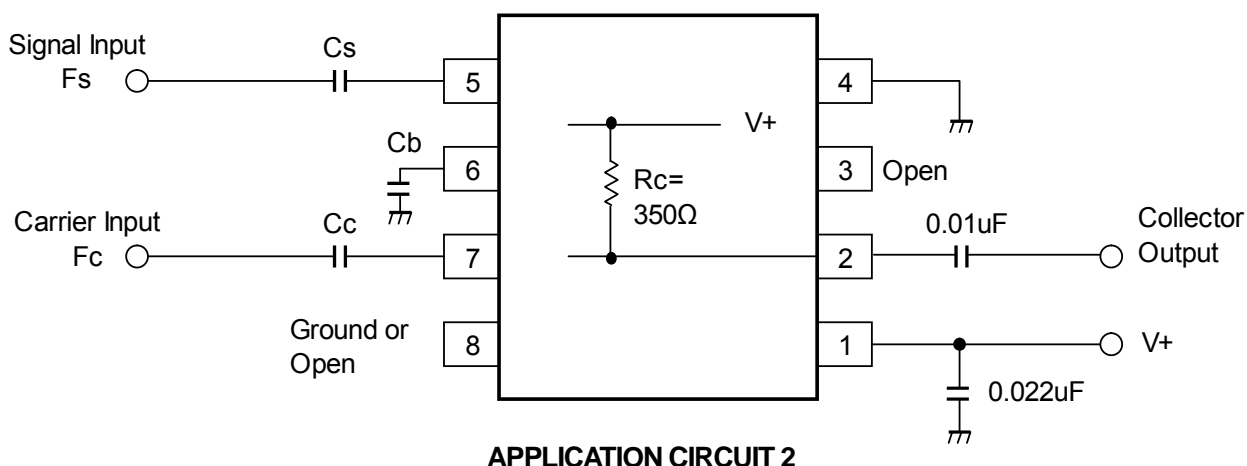 Signal Input
Fs
Cs
5
4
V+
Cb
6
3
Open
Rc=
350Ω
Carrier Input
Fc
Cc
7
2
0.01uF
Collector
Output
Ground or
Open
8
1
V+
0.022uF
APPLICATION CIRCUIT 2